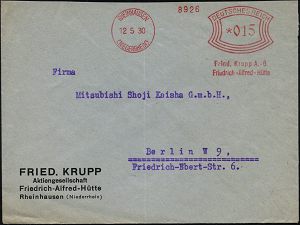 8926
RHEINHAUSEN
12.5.30
(NIEDERRHEIN)
DEUTSCHES REICH
*015
Fried. Krupp A.-G.
Friedrich-Alfred-Hütte
Firma
Mitsubishi Shoji Kaisha G.m.b.H.,
Berlin W 9,
Friedrich-Ebert-Str. 6.
FRIED. KRUPP
Aktiengesellschaft
Friedrich-Alfred-Hütte
Rheinhausen (Niederrhein)